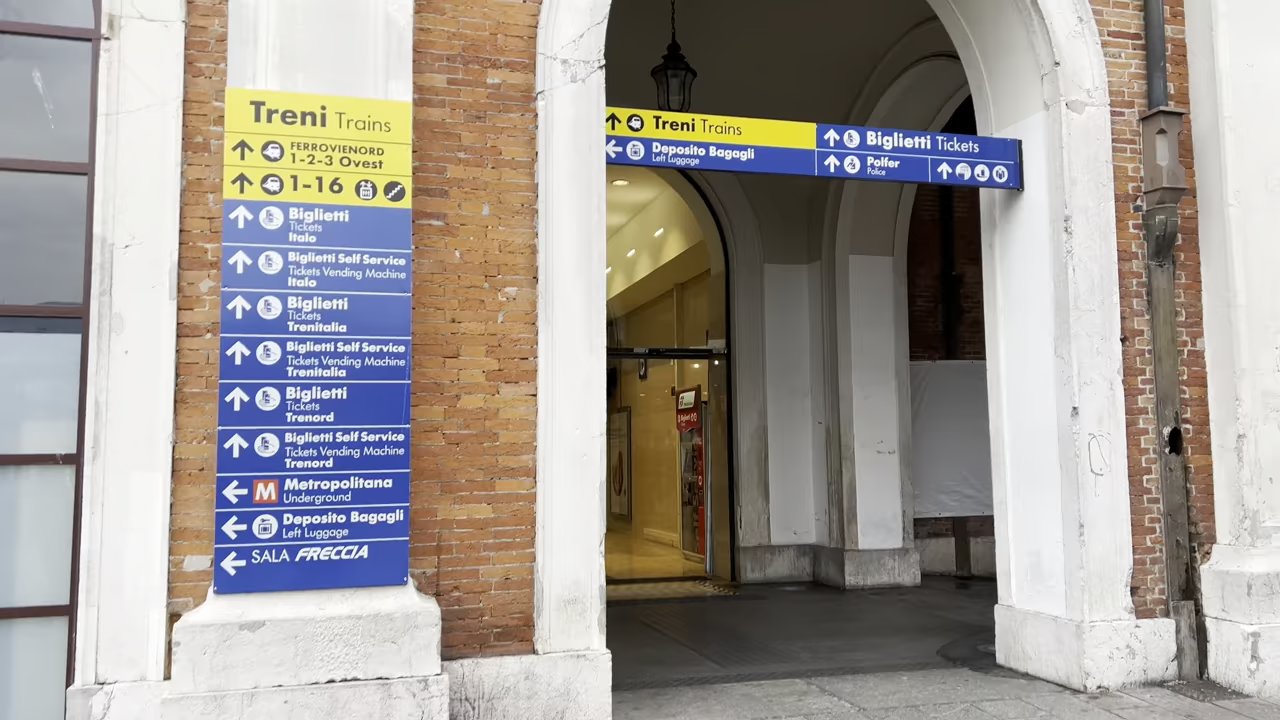 Treni Trains
FERROVIENORD
1-2-3 Ovest
1-16
Biglietti
Tickets
Italo
Biglietti Self Service
Tickets Vending Machine
Italo
Biglietti
Tickets
Trenitalia
Biglietti Self Service
Tickets Vending Machine
Trenitalia
Biglietti
Tickets
Trenord
Biglietti Self Service
Tickets Vending Machine
Trenord
M Metropolitana
Underground
Deposito Bagagli
Left Luggage
SALA FRECCIA
Treni Trains
Deposito Bagagli
Left Luggage
Biglietti Tickets
Polfer
Police
Biglietti